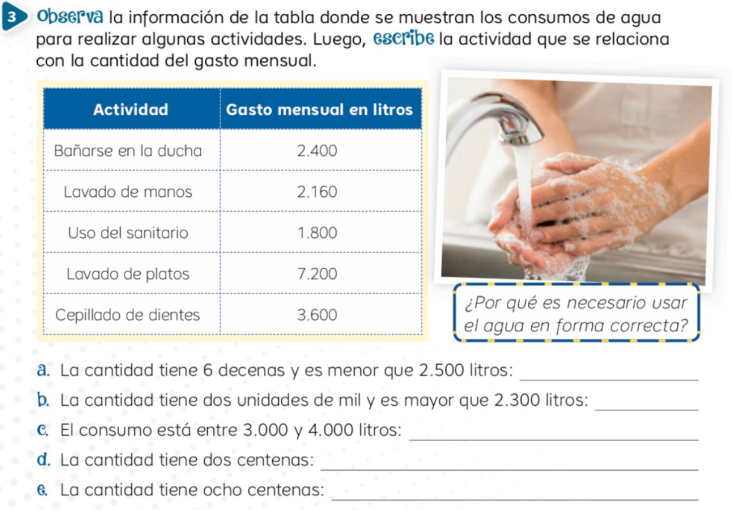 3 Observa la información de la tabla donde se muestran los consumos de agua
para realizar algunas actividades. Luego, escribe la actividad que se relaciona
con la cantidad del gasto mensual.
Actividad Gasto mensual en litros
Bañarse en la ducha 2.400
Lavado de manos 2.160
Uso del sanitario 1.800
Lavado de platos 7.200
Cepillado de dientes 3.600
¿Por qué es necesario usar
el agua en forma correcta?
a. La cantidad tiene 6 decenas y es menor que 2.500 litros:
b. La cantidad tiene dos unidades de mil y es mayor que 2.300 litros:
c. El consumo está entre 3.000 y 4.000 litros:
d. La cantidad tiene dos centenas:
e. La cantidad tiene ocho centenas: